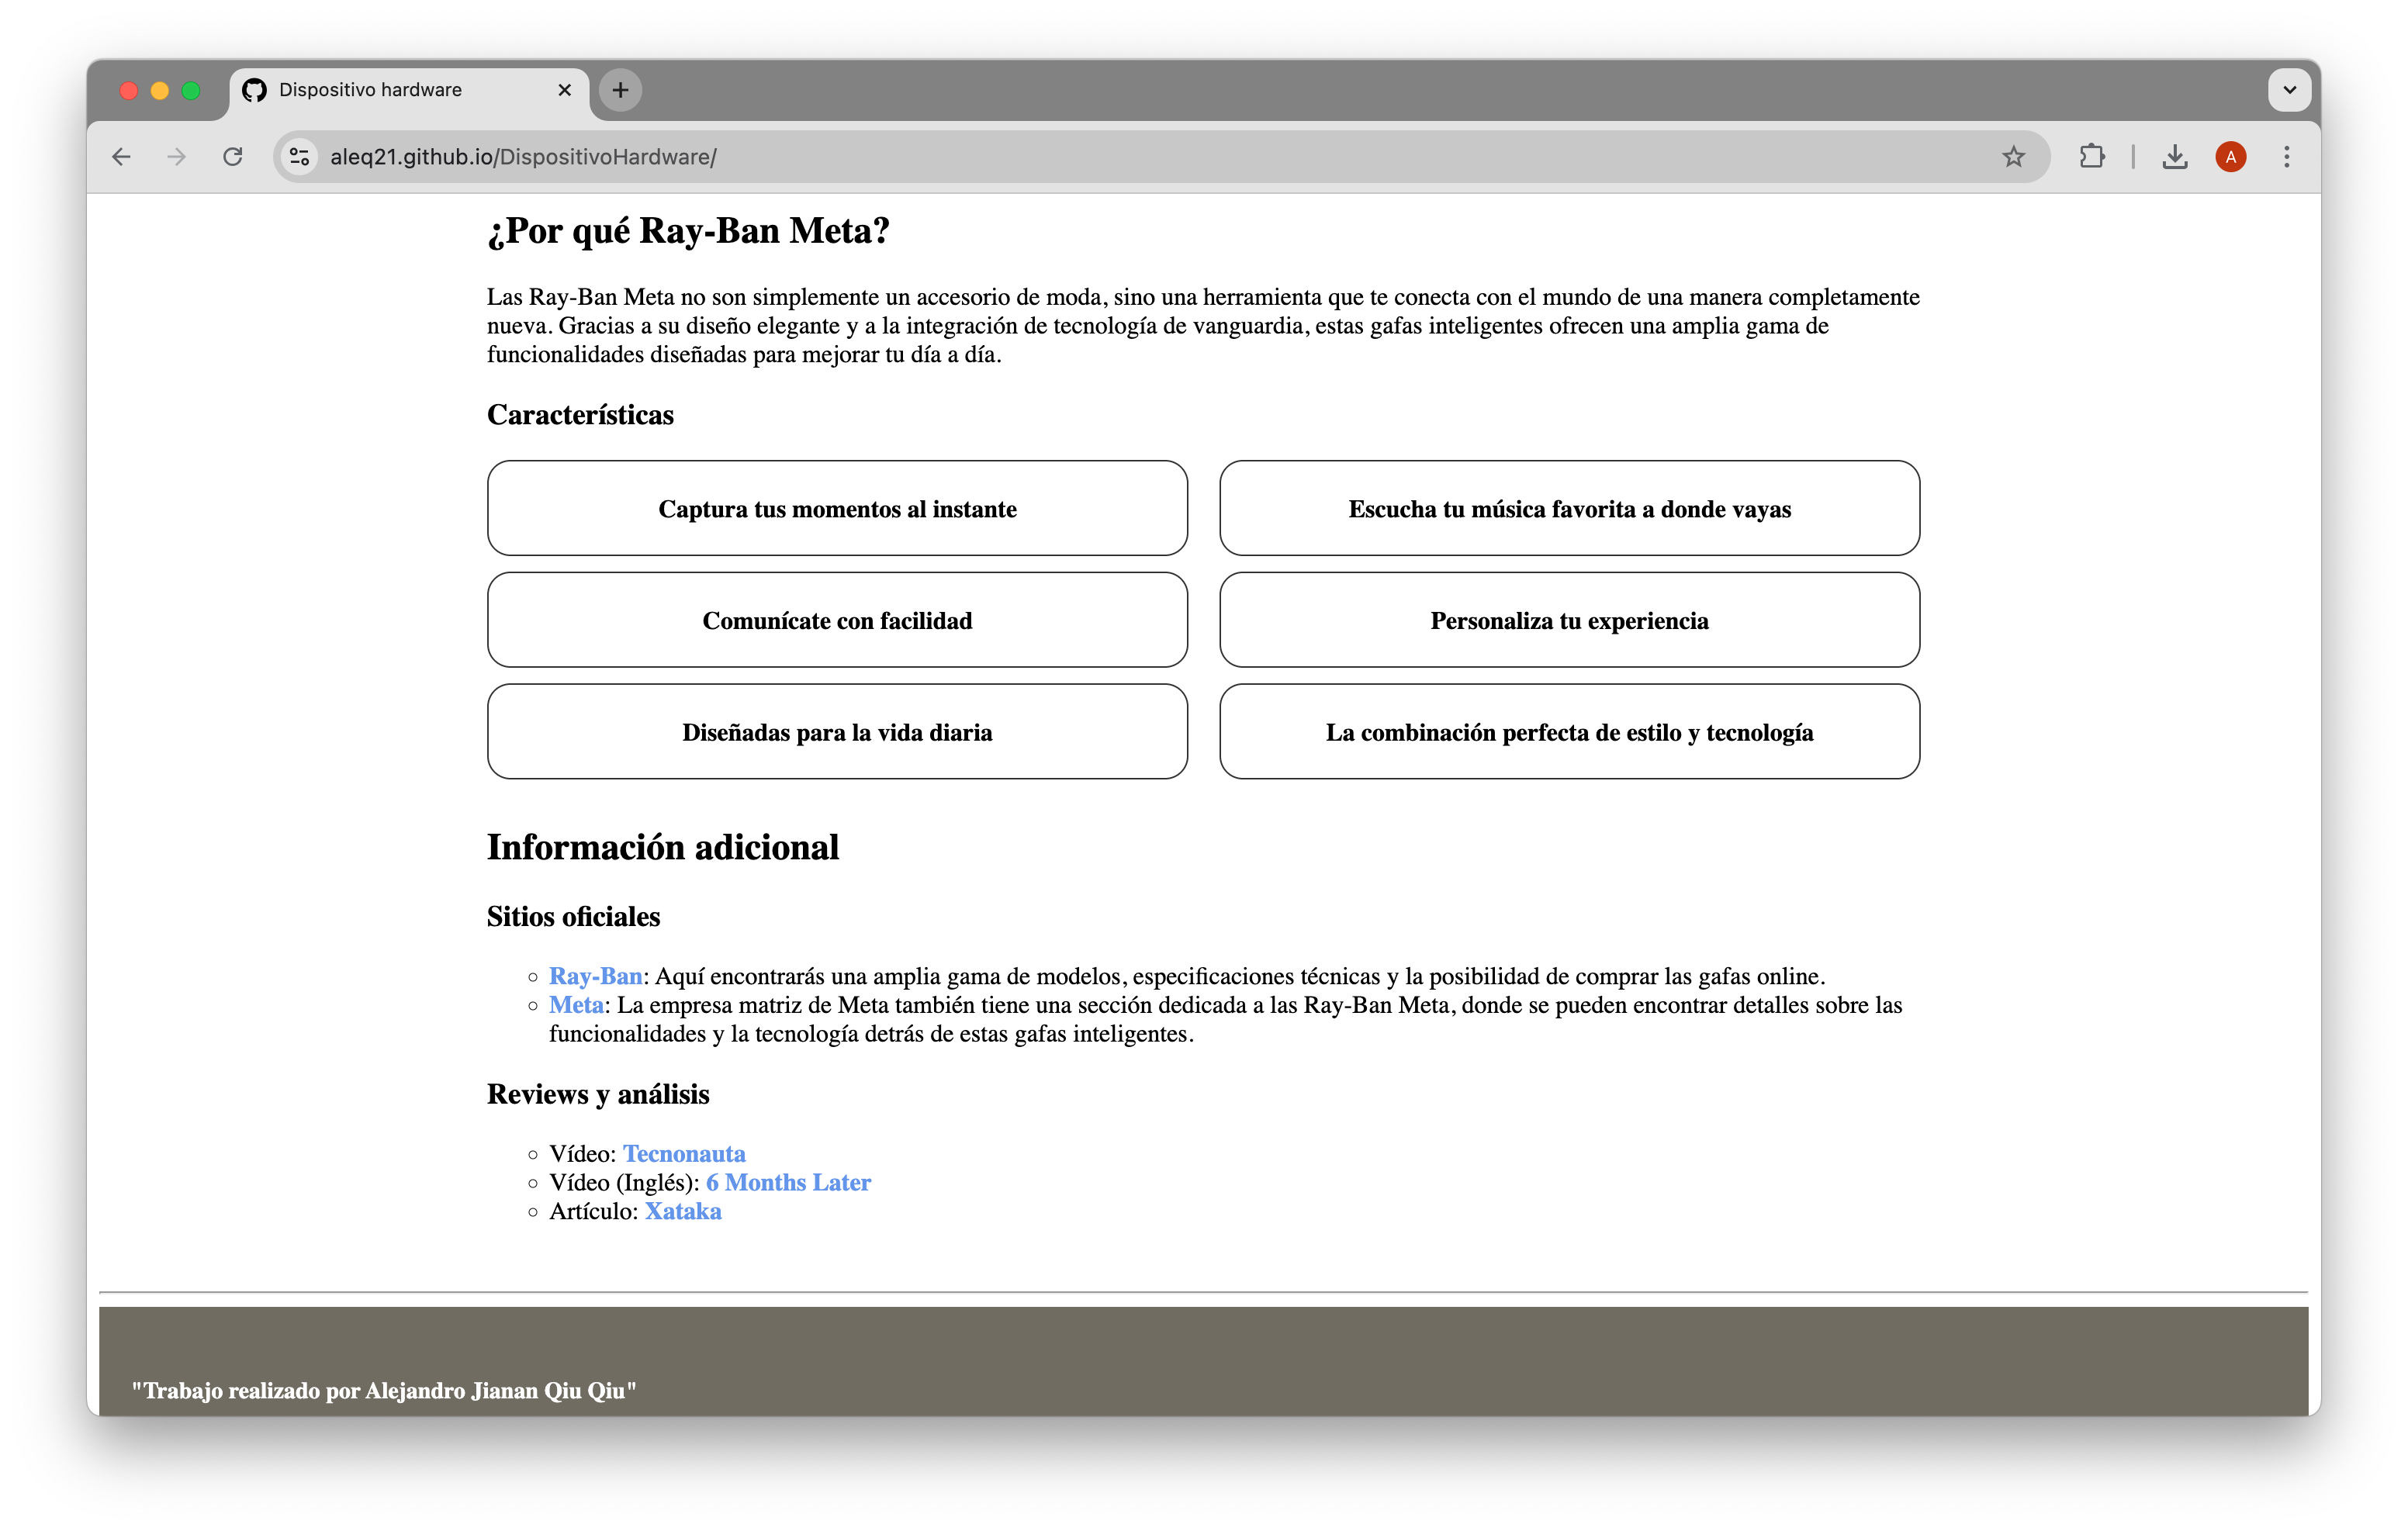 Dispositivo hardware
aleq21.github.io/DispositivoHardware/
A
¿Por qué Ray-Ban Meta?
Las Ray-Ban Meta no son simplemente un accesorio de moda, sino una herramienta que te conecta con el mundo de una manera completamente
nueva. Gracias a su diseño elegante y a la integración de tecnología de vanguardia, estas gafas inteligentes ofrecen una amplia gama de
funcionalidades diseñadas para mejorar tu día a día.
Características
Captura tus momentos al instante
Escucha tu música favorita a donde vayas
Comunícate con facilidad
Personaliza tu experiencia
Diseñadas para la vida diaria
La combinación perfecta de estilo y tecnología
Información adicional
Sitios oficiales
Ray-Ban: Aquí encontrarás una amplia gama de modelos, especificaciones técnicas y la posibilidad de comprar las gafas online.
Meta: La empresa matriz de Meta también tiene una sección dedicada a las Ray-Ban Meta, donde se pueden encontrar detalles sobre las
funcionalidades y la tecnología detrás de estas gafas inteligentes.
Reviews y análisis
Vídeo: Tecnonauta
Vídeo (Inglés): 6 Months Later
Artículo: Xataka
"Trabajo realizado por Alejandro Jianan Qiu Qiu"